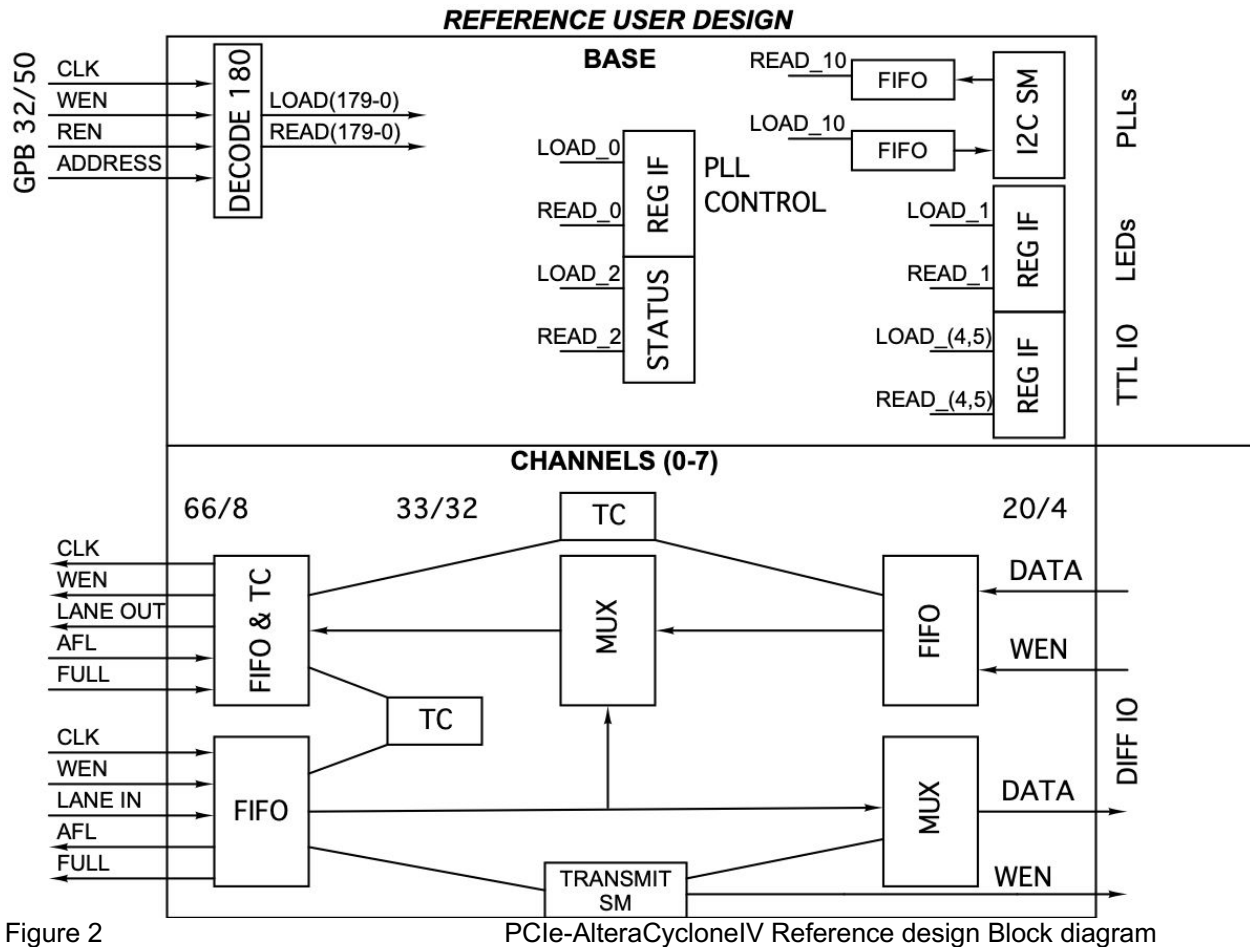 REFERENCE USER DESIGN
BASE
GPB 32/50
CLK
WEN
REN
ADDRESS
DECODE 180
LOAD(179-0)
READ(179-0)
LOAD_0
READ_0
REG IF
PLL
CONTROL
LOAD_2
READ_2
STATUS
READ_10
FIFO
LOAD_10
FIFO
I2C SM
PLLs
LOAD_1
READ_1
REG IF
LEDs
LOAD_(4,5)
READ_(4,5)
REG IF
TTL IO
CHANNELS (0-7)
66/8
33/32
20/4
TC
CLK
WEN
LANE OUT
AFL
FULL
FIFO & TC
MUX
FIFO
DATA
WEN
TC
CLK
WEN
LANE IN
AFL
FULL
FIFO
MUX
DATA
DIFF IO
TRANSMIT
SM
WEN
Figure 2
PCIe-AlteraCycloneIV Reference design Block diagram